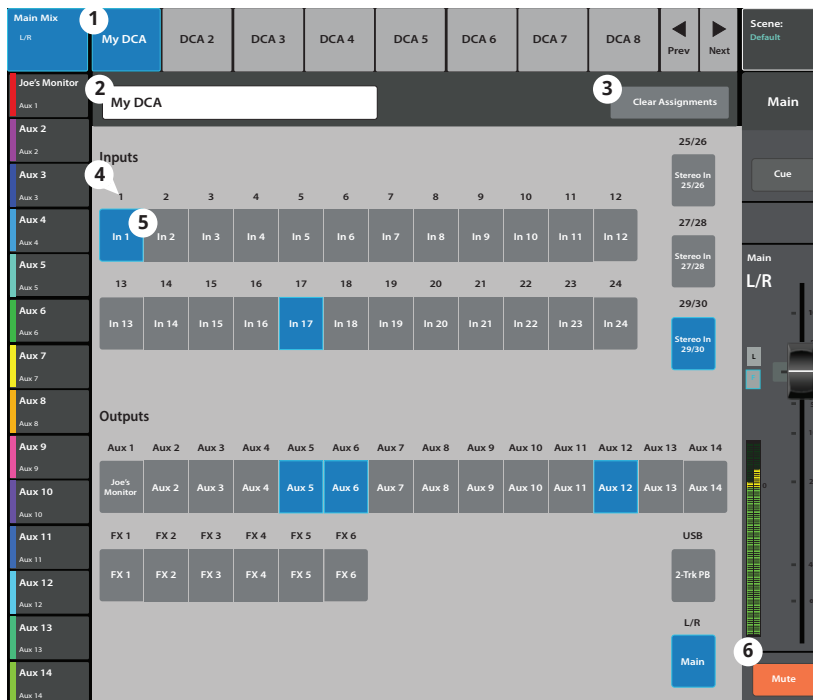 Main Mix
L/R
1
My DCA
DCA 2
DCA 3
DCA 4
DCA 5
DCA 6
DCA 7
DCA 8
Prev
Next
Scene:
Default
Joe's Monitor
Aux 1
Aux 2
Aux 2
Aux 3
Aux 3
Aux 4
Aux 4
Aux 5
Aux 5
Aux 6
Aux 6
Aux 7
Aux 7
Aux 8
Aux 8
Aux 9
Aux 9
Aux 10
Aux 10
Aux 11
Aux 11
Aux 12
Aux 12
Aux 13
Aux 13
Aux 14
Aux 14
2
My DCA
3
Clear Assignments
Inputs
4
1 2 3 4 5 6 7 8 9 10 11 12
5
In 1 In 2 In 3 In 4 In 5 In 6 In 7 In 8 In 9 In 10 In 11 In 12
13 14 15 16 17 18 19 20 21 22 23 24
In 13 In 14 In 15 In 16 In 17 In 18 In 19 In 20 In 21 In 22 In 23 In 24
25/26
Stereo In
25/26
27/28
Stereo In
27/28
29/30
Stereo In
29/30
Outputs
Aux 1 Aux 2 Aux 3 Aux 4 Aux 5 Aux 6 Aux 7 Aux 8 Aux 9 Aux 10 Aux 11 Aux 12 Aux 13 Aux 14
Joe's
Monitor
Aux 2 Aux 3 Aux 4 Aux 5 Aux 6 Aux 7 Aux 8 Aux 9 Aux 10 Aux 11 Aux 12 Aux 13 Aux 14
FX 1 FX 2 FX 3 FX 4 FX 5 FX 6
FX 1 FX 2 FX 3 FX 4 FX 5 FX 6
USB
2-Trk PB
L/R
Main
Main
Cue
Main
L/R
L
0
6
Mute